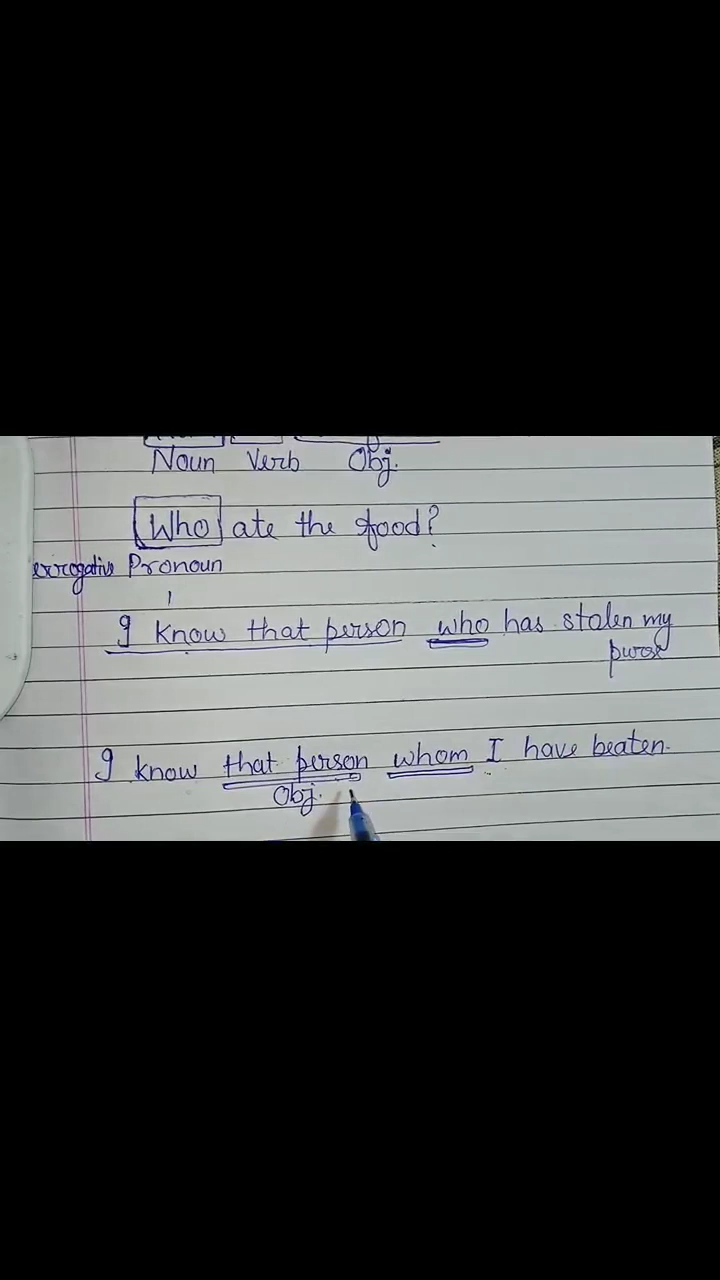 Noun Verb Obj.
Who ate the food?
errogative Pronoun
I know that person who has stolen my
purse
I know that person whom I have beaten.
Obj.